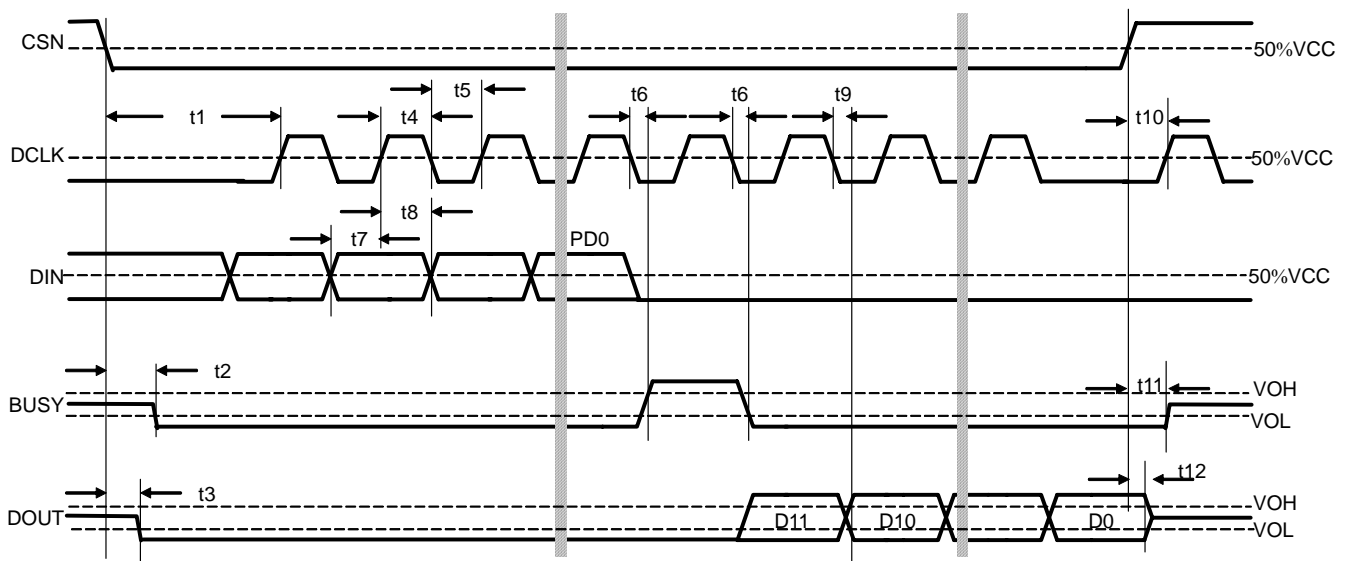 CSN
50%VCC
t5
t6
t6
t9
t1
t4
t10
DCLK
50%VCC
t8
t7
PD0
DIN
50%VCC
t2
t11
VOH
BUSY
VOL
t12
t3
VOH
DOUT
D11
D10
D0
VOL